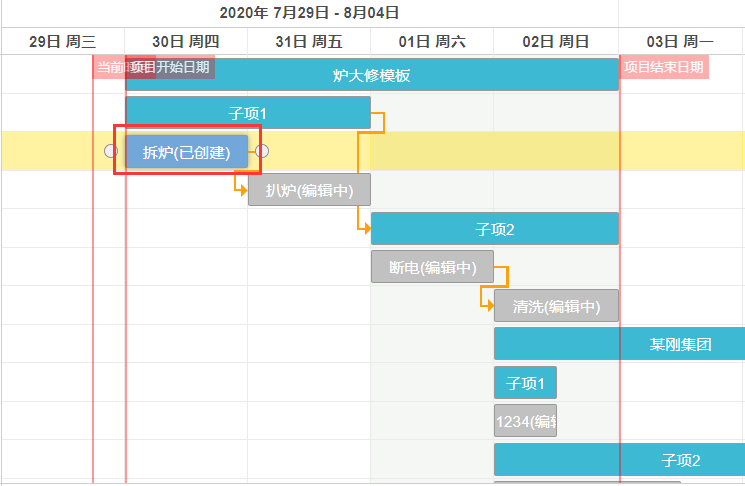 2020年 7月29日 - 8月04日
29日 周三
30日 周四
31日 周五
01日 周六
02日 周日
03日 周一
项目开始日期
炉大修模板
项目结束日期
子项1
拆炉(已创建)
扒炉(编辑中)
子项2
断电(编辑中)
清洗(编辑中)
某刚集团
子项1
1234(编辑
子项2